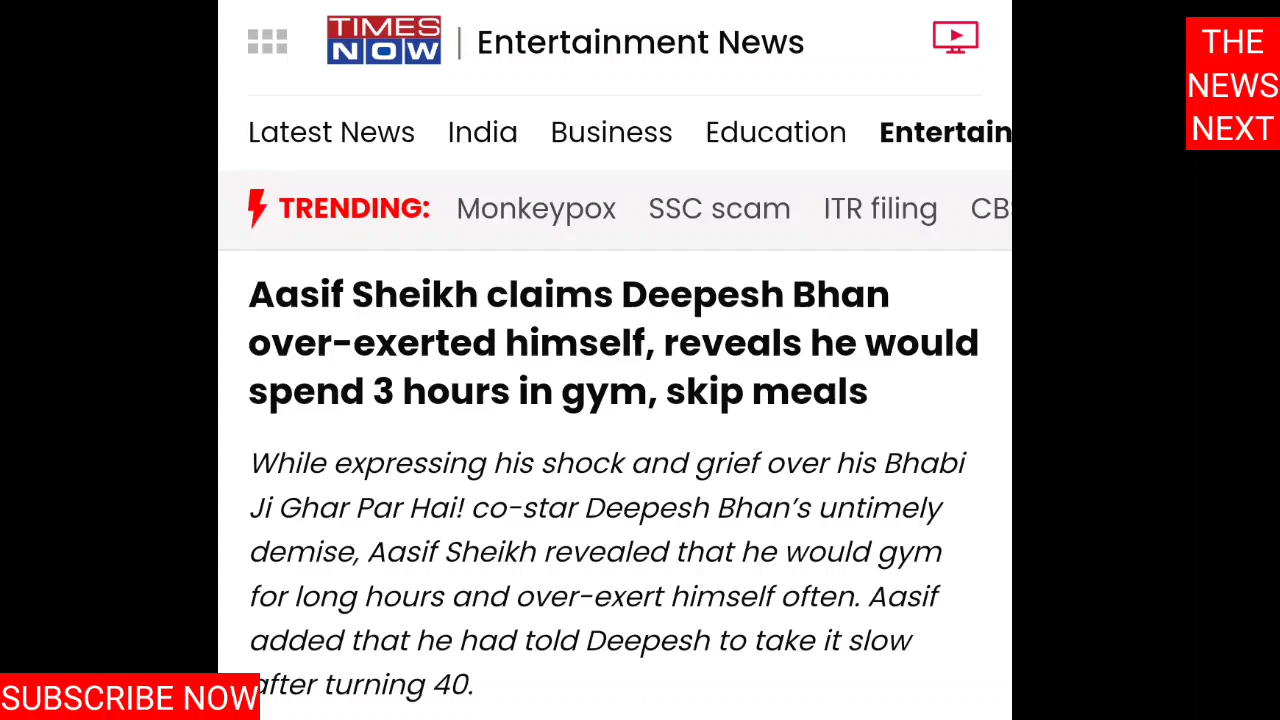 TIMES
NOW
Entertainment News
THE
NEWS
NEXT
Latest News India Business Education Entertain
TRENDING: Monkeypox SSC scam ITR filing CBS
Aasif Sheikh claims Deepesh Bhan
over-exerted himself, reveals he would
spend 3 hours in gym, skip meals
While expressing his shock and grief over his Bhabi
Ji Ghar Par Hai! co-star Deepesh Bhan’s untimely
demise, Aasif Sheikh revealed that he would gym
for long hours and over-exert himself often. Aasif
added that he had told Deepesh to take it slow
after turning 40.
SUBSCRIBE NOW